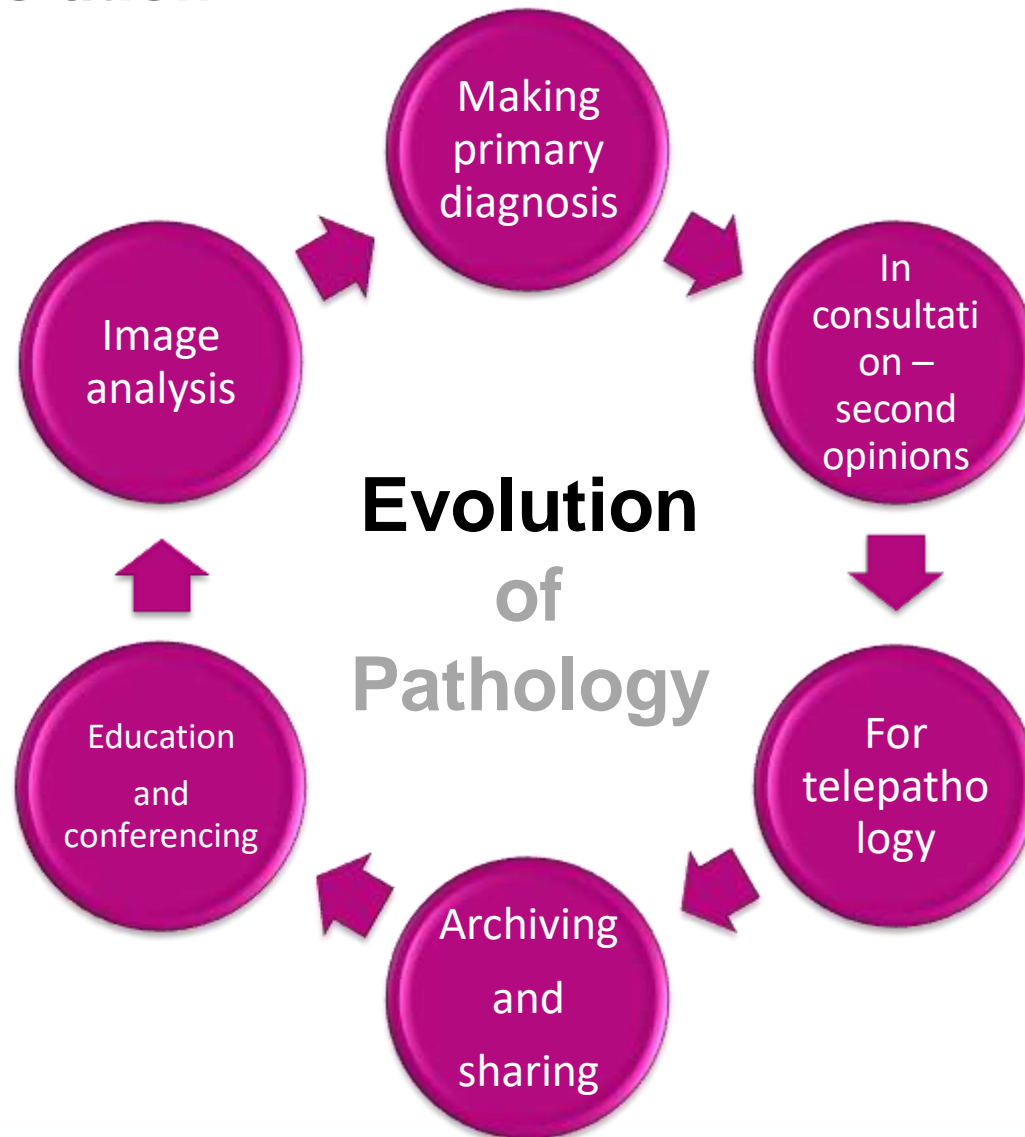 Making
primary
diagnosis
In
consultati
on –
second
opinions
For
telepatho
logy
Archiving
and
sharing
Education
and
conferencing
Image
analysis
Evolution
of
Pathology